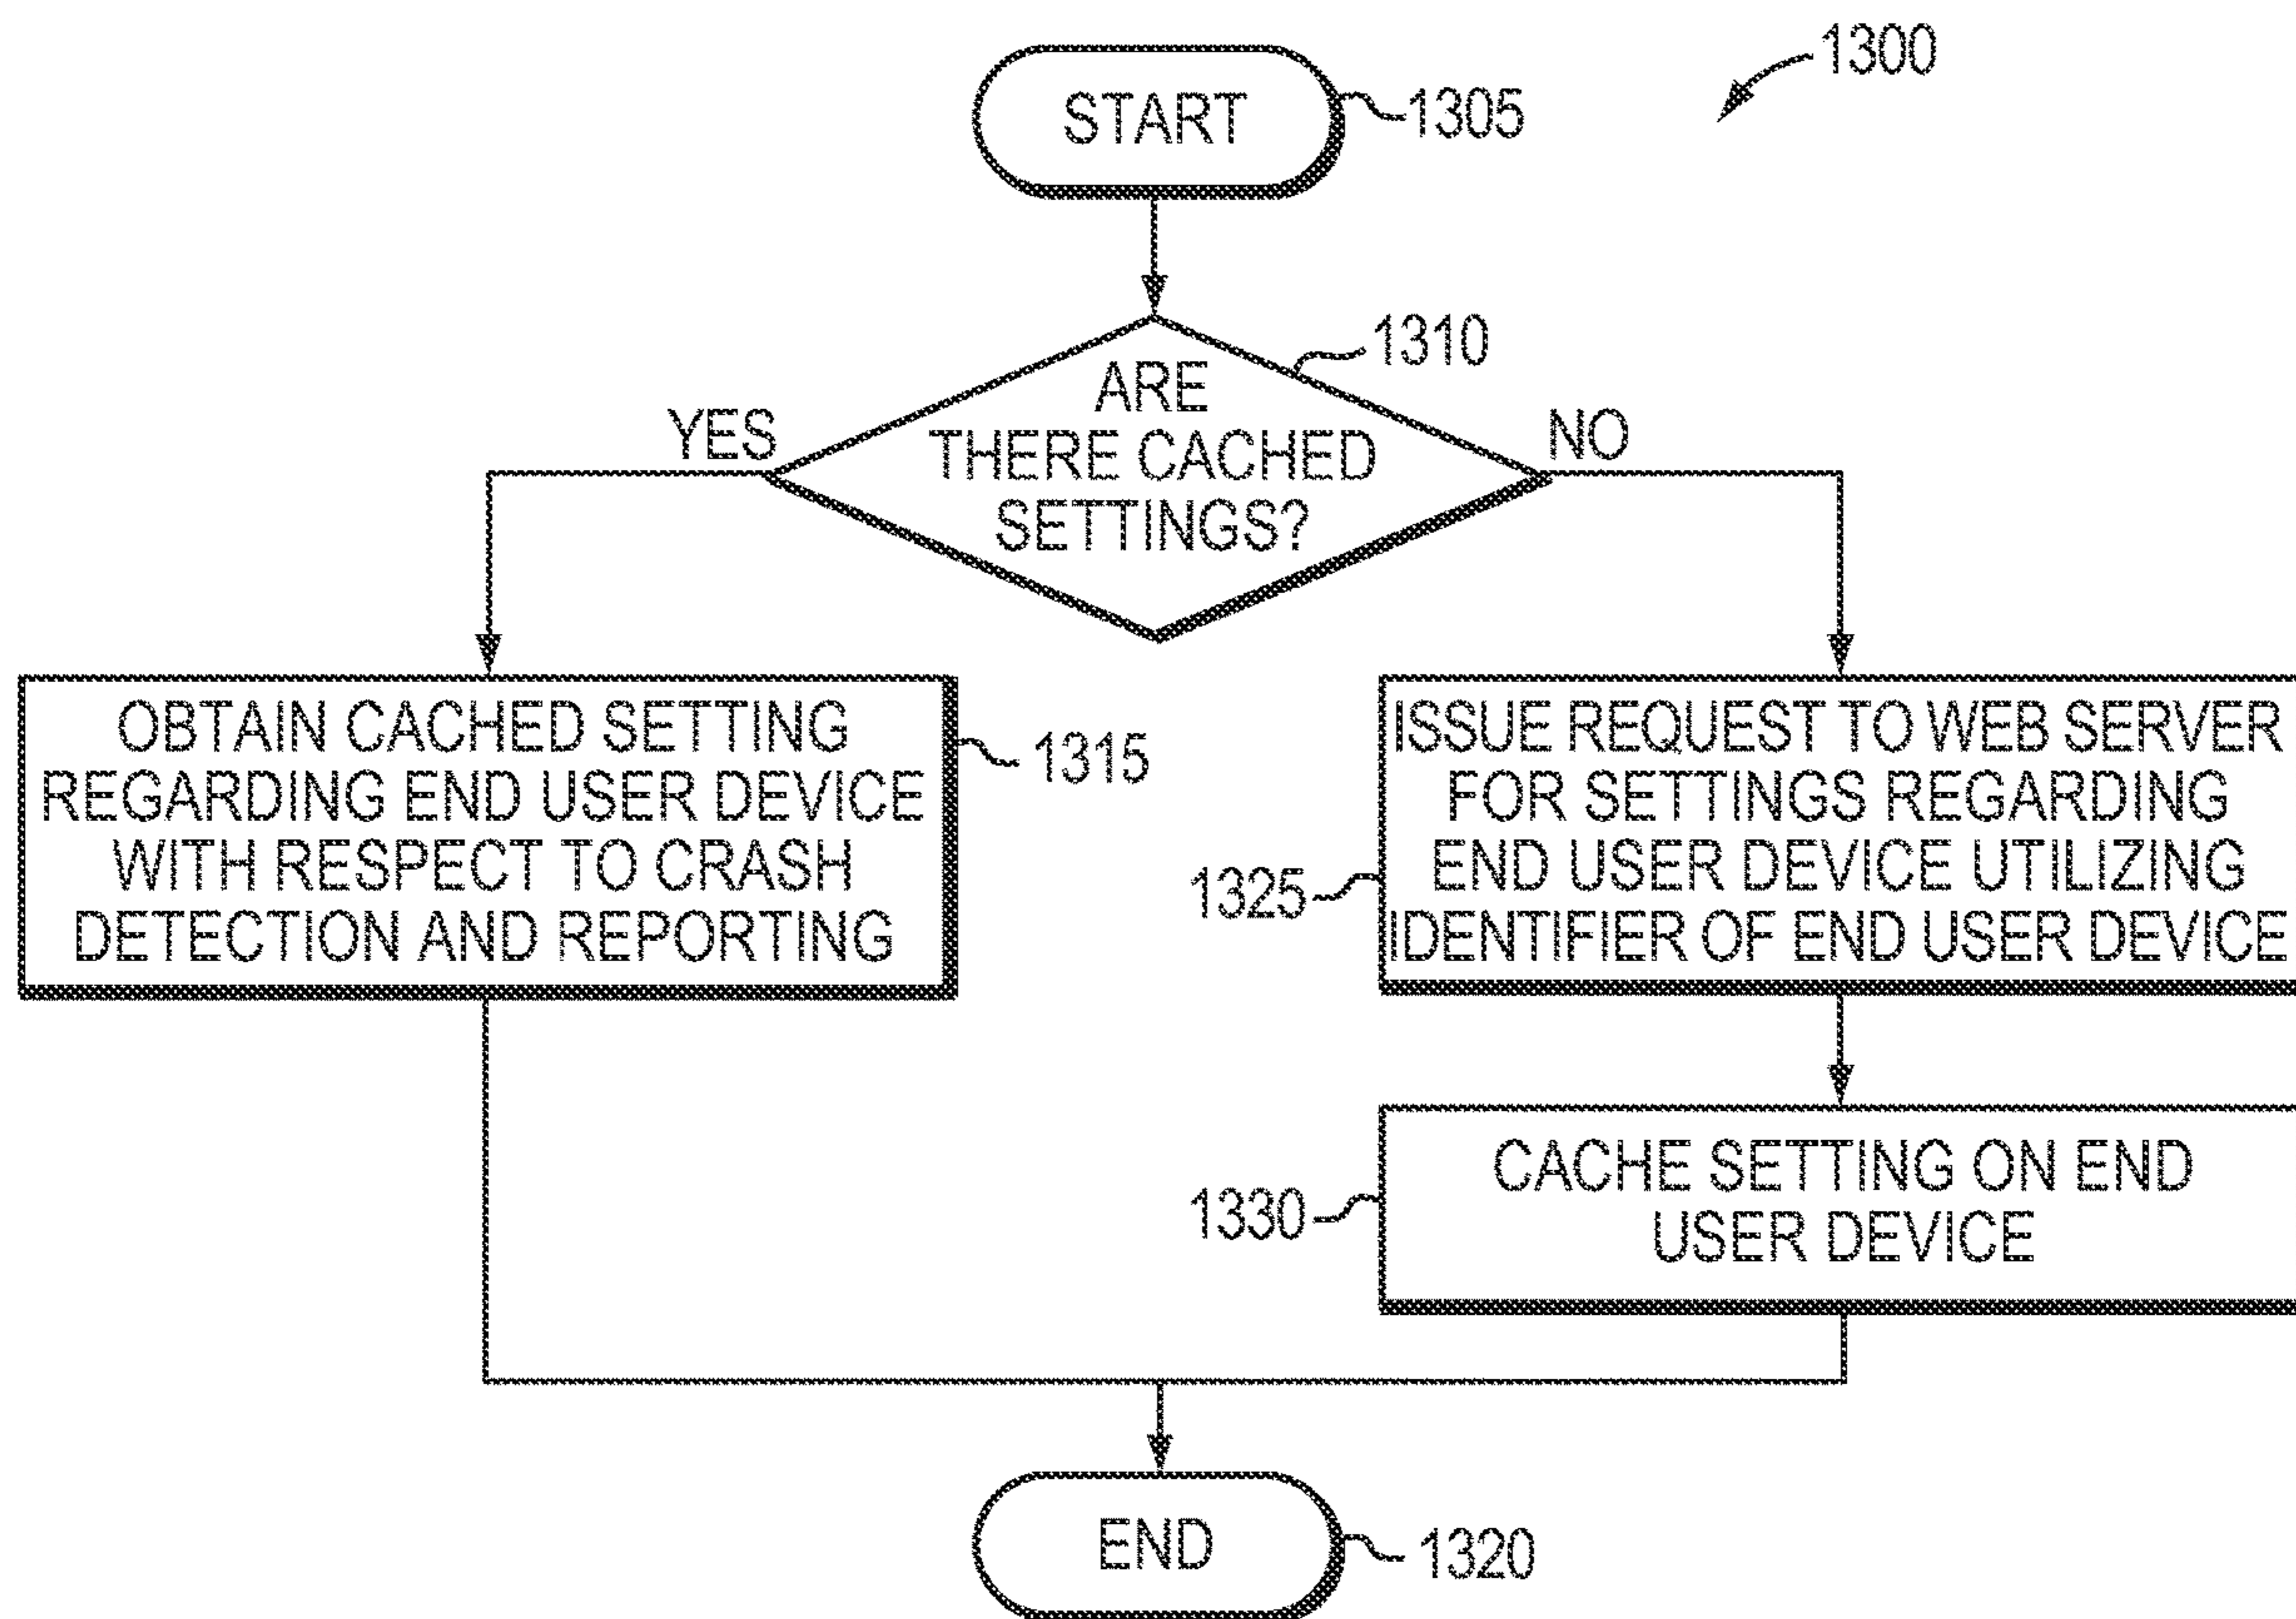 1300
START
1305
1310
ARE
THERE CACHED
SETTINGS?
YES
NO
OBTAIN CACHED SETTING
REGARDING END USER DEVICE
WITH RESPECT TO CRASH
DETECTION AND REPORTING
1315
ISSUE REQUEST TO WEB SERVER
FOR SETTINGS REGARDING
END USER DEVICE UTILIZING
IDENTIFIER OF END USER DEVICE
1325
CACHE SETTING ON END
USER DEVICE
1330
END
1320